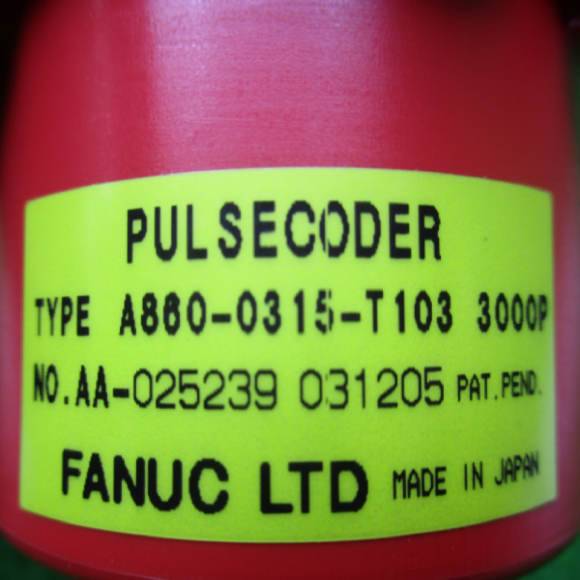 PULSECODER
TYPE A860-0315-T103 3000P
NO.AA-025239 031205 PAT.PEND.
FANUC LTD MADE IN JAPAN